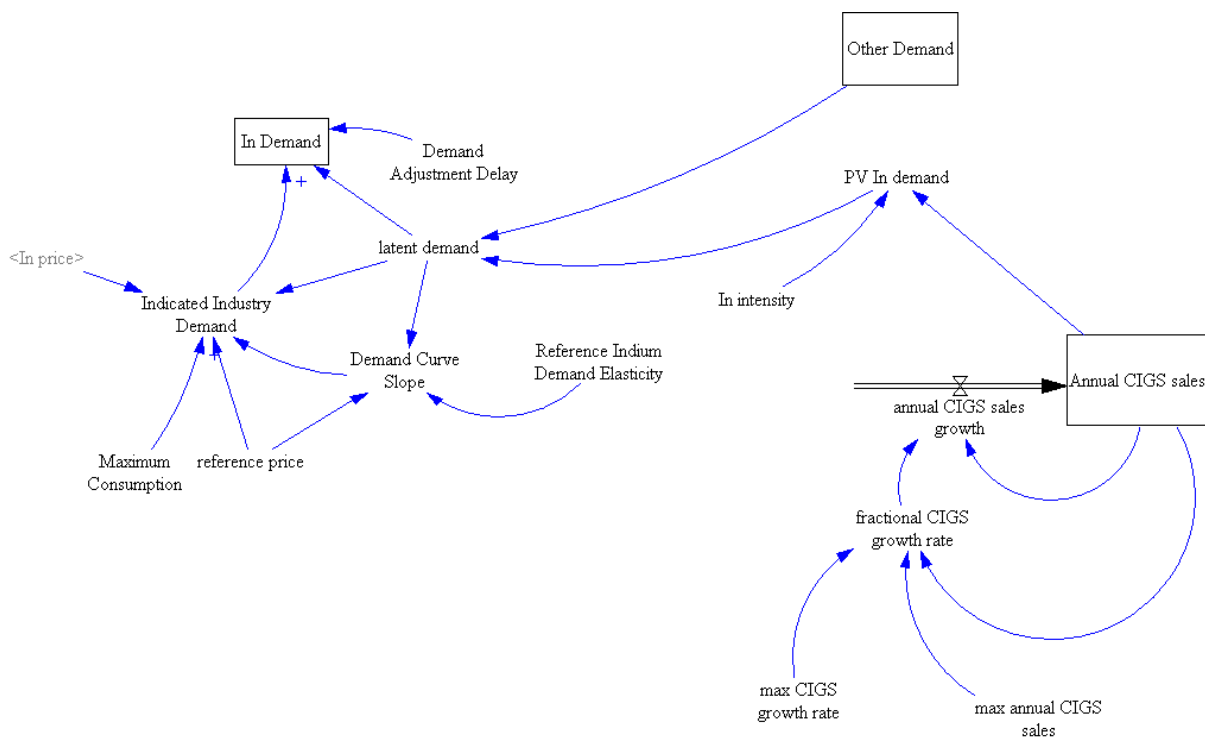 Other Demand
In Demand
Demand
Adjustment Delay
PV In demand
latent demand
<In price>
In intensity
Indicated Industry
Demand
+
+
Demand Curve
Slope
Reference Indium
Demand Elasticity
Annual CIGS sales
annual CIGS sales
growth
Maximum
Consumption
reference price
fractional CIGS
growth rate
max CIGS
growth rate
max annual CIGS
sales